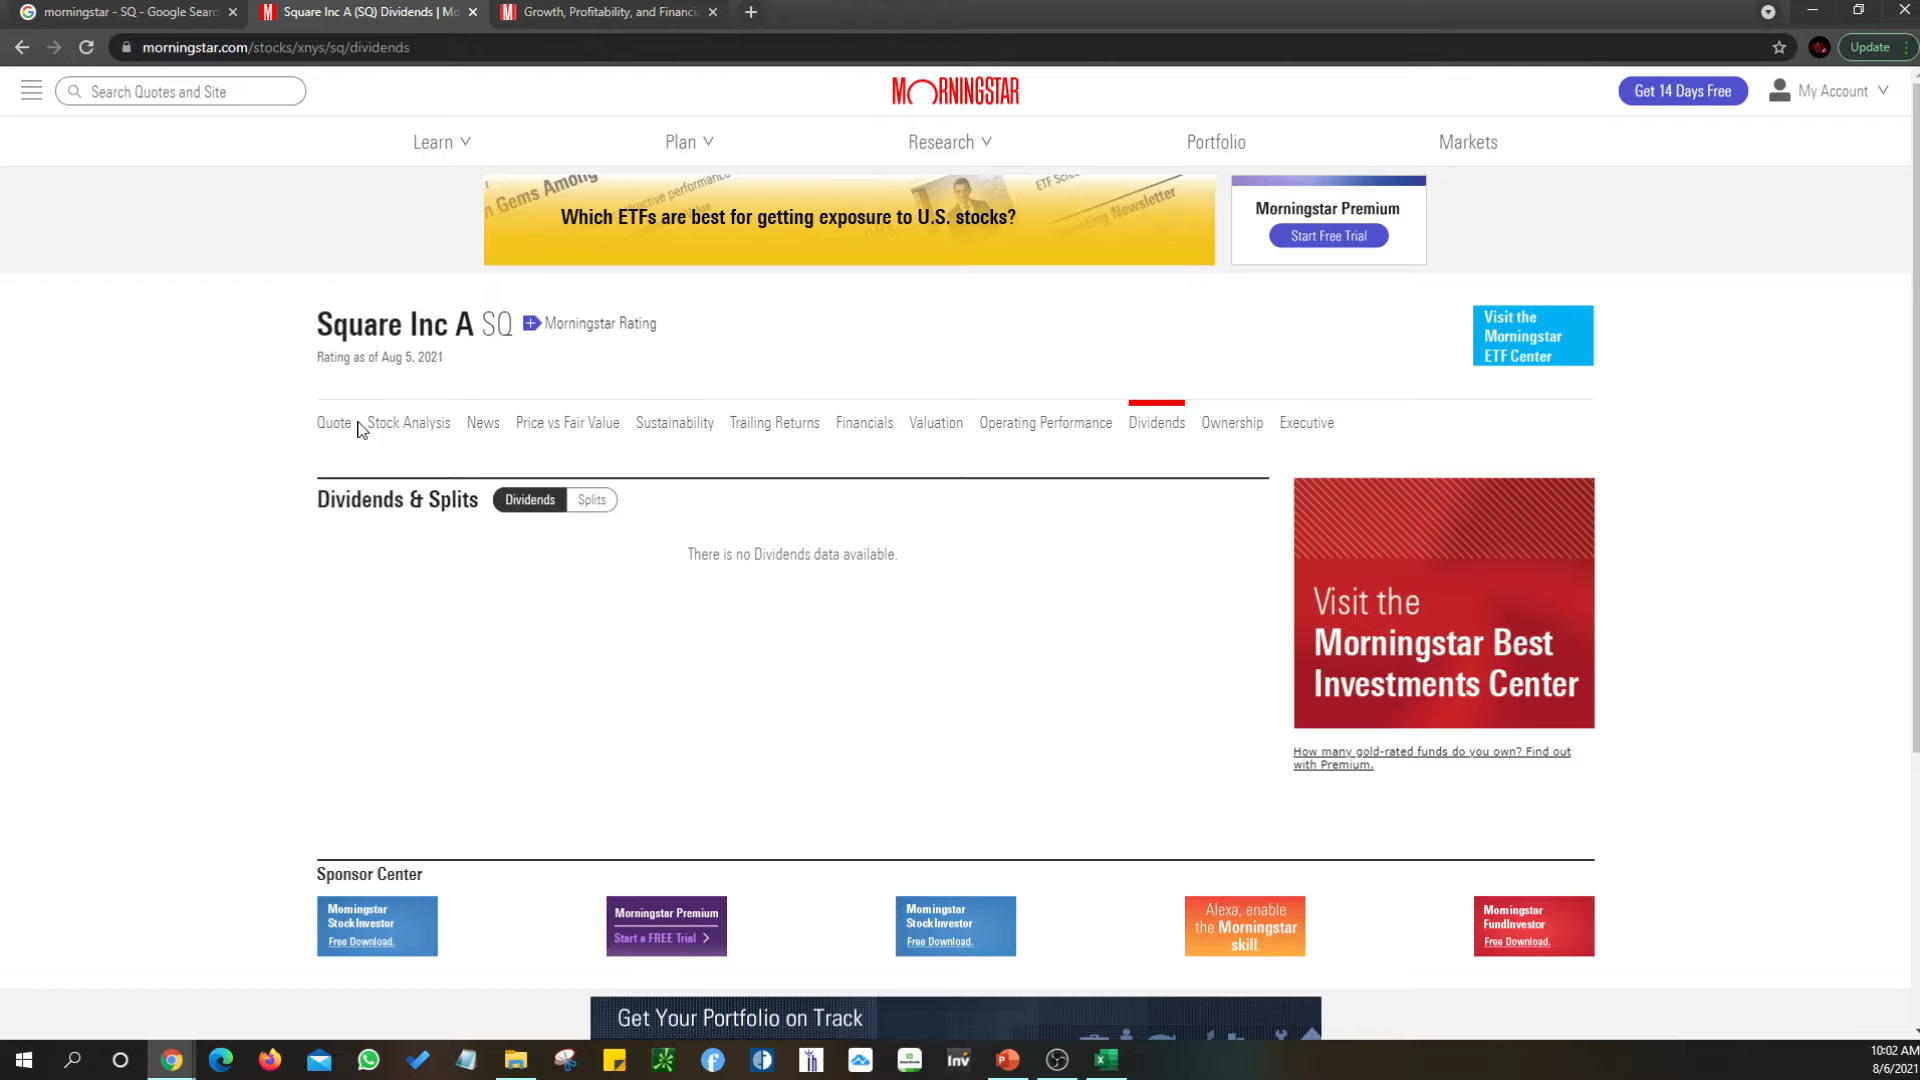 morningstar - SQ - Google Searc
Square Inc A (SQ) Dividends | Mo
Growth, Profitability, and Financi
morningstar.com/stocks/xnys/sq/dividends
Update
Search Quotes and Site
MORNINGSTAR
Get 14 Days Free
My Account
Learn
Plan
Research
Portfolio
Markets
Gems Among
Which ETFs are best for getting exposure to U.S. stocks?
Morningstar Premium
Start Free Trial
Square Inc A SQ
Morningstar Rating
Rating as of Aug 5, 2021
Visit the
Morningstar
ETF Center
Quote
Stock Analysis
News
Price vs Fair Value
Sustainability
Trailing Returns
Financials
Valuation
Operating Performance
Dividends
Ownership
Executive
Dividends & Splits
Dividends
Splits
There is no Dividends data available.
Visit the
Morningstar Best
Investments Center
How many gold-rated funds do you own? Find out
with Premium.
Sponsor Center
Morningstar
StockInvestor
Free Download.
Morningstar Premium
Start a FREE Trial
Morningstar
StockInvestor
Free Download.
Alexa, enable
the Morningstar
skill.
Morningstar
FundInvestor
Free Download.
Get Your Portfolio on Track
Inv
10:02 AM
8/6/2021